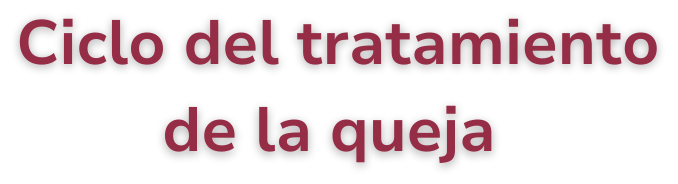 Ciclo del tratamiento
de la queja